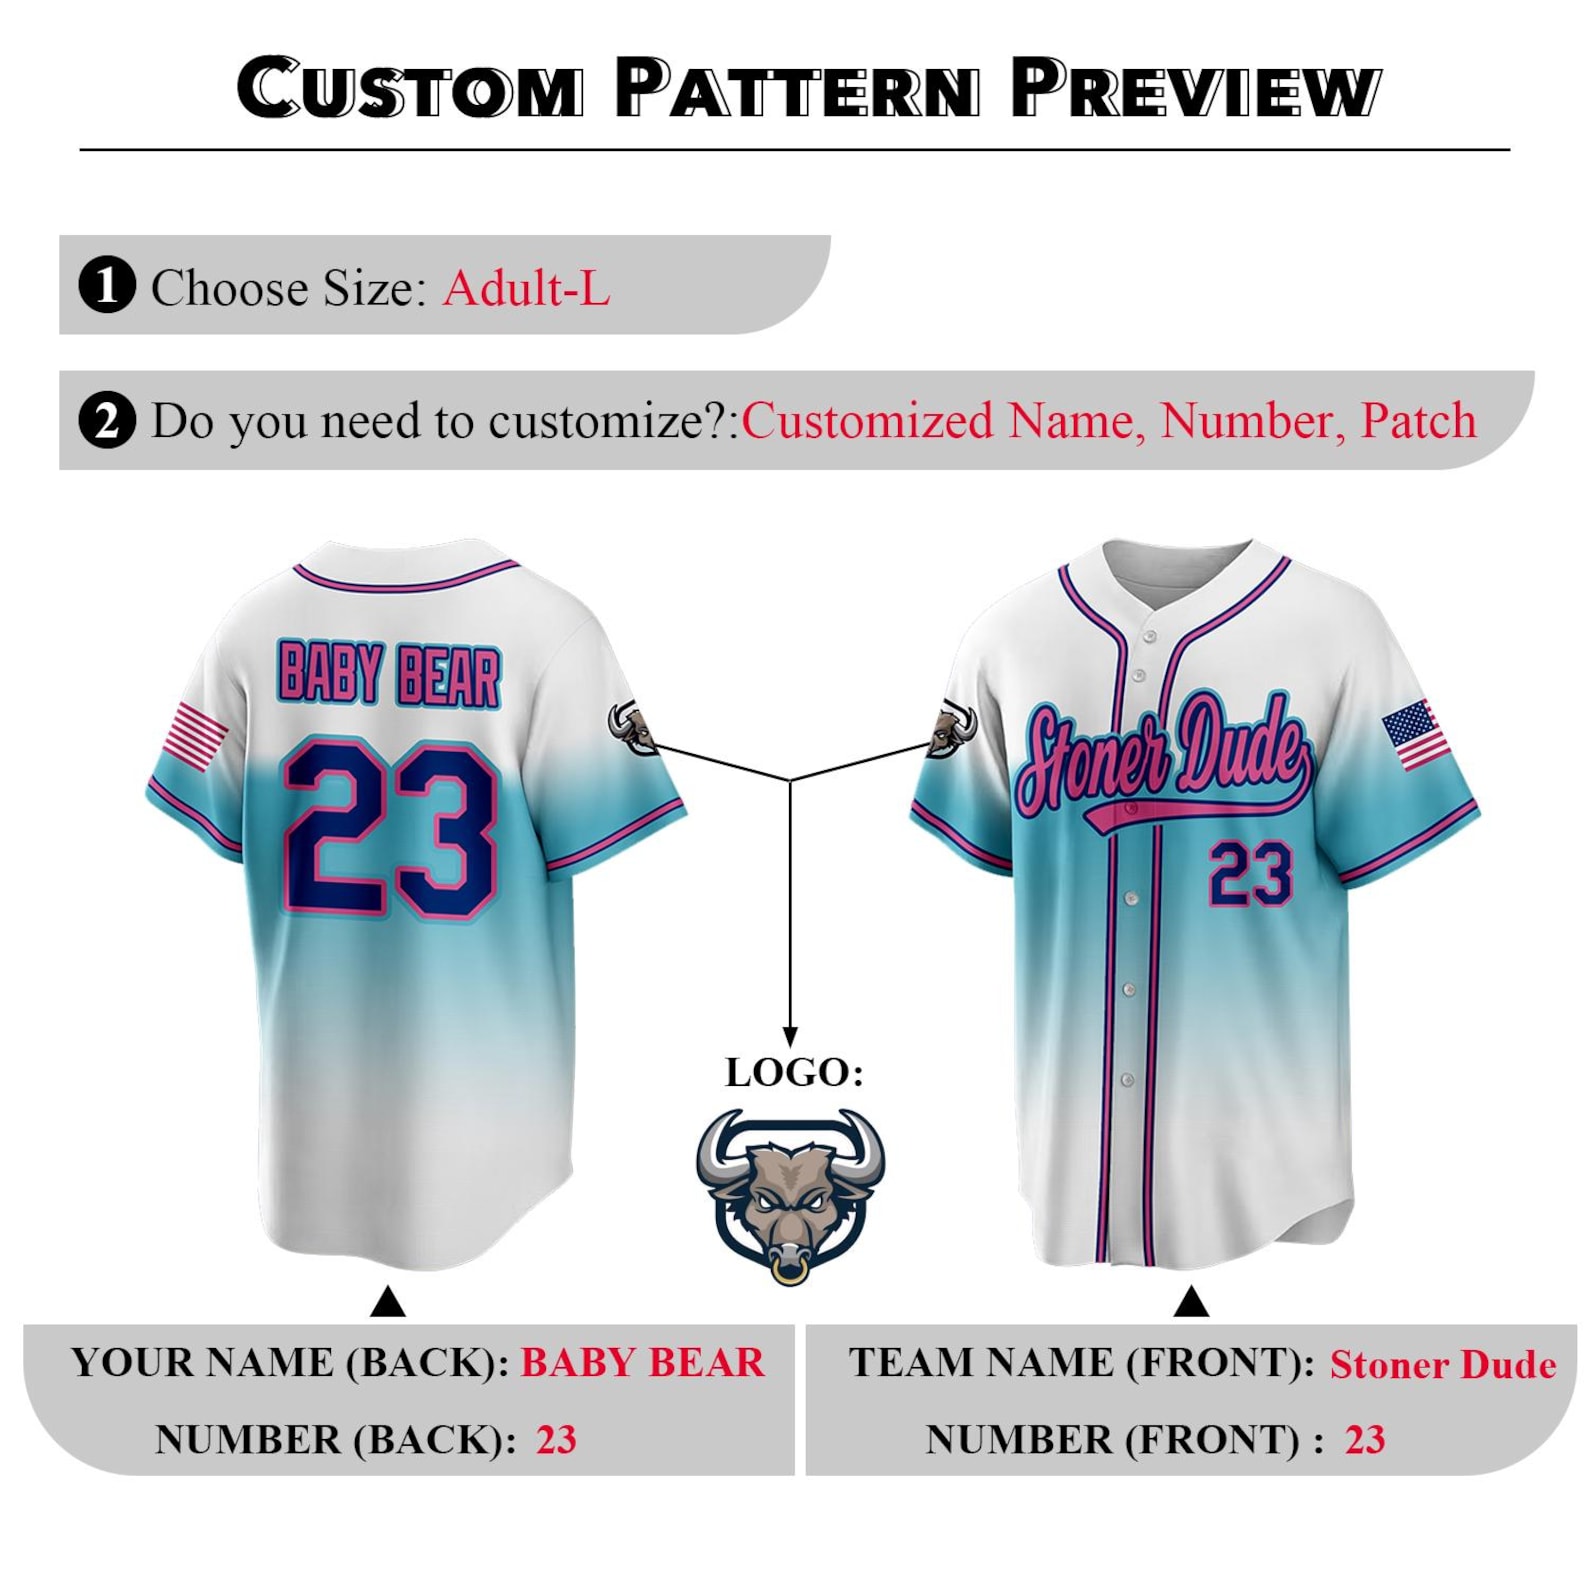 CUSTOM PATTERN PREVIEW
1 Choose Size: Adult-L
2 Do you need to customize?:Customized Name, Number, Patch
BABY BEAR
23
Stoner Dude
23
LOGO:
YOUR NAME (BACK): BABY BEAR
NUMBER (BACK): 23
TEAM NAME (FRONT): Stoner Dude
NUMBER (FRONT) : 23